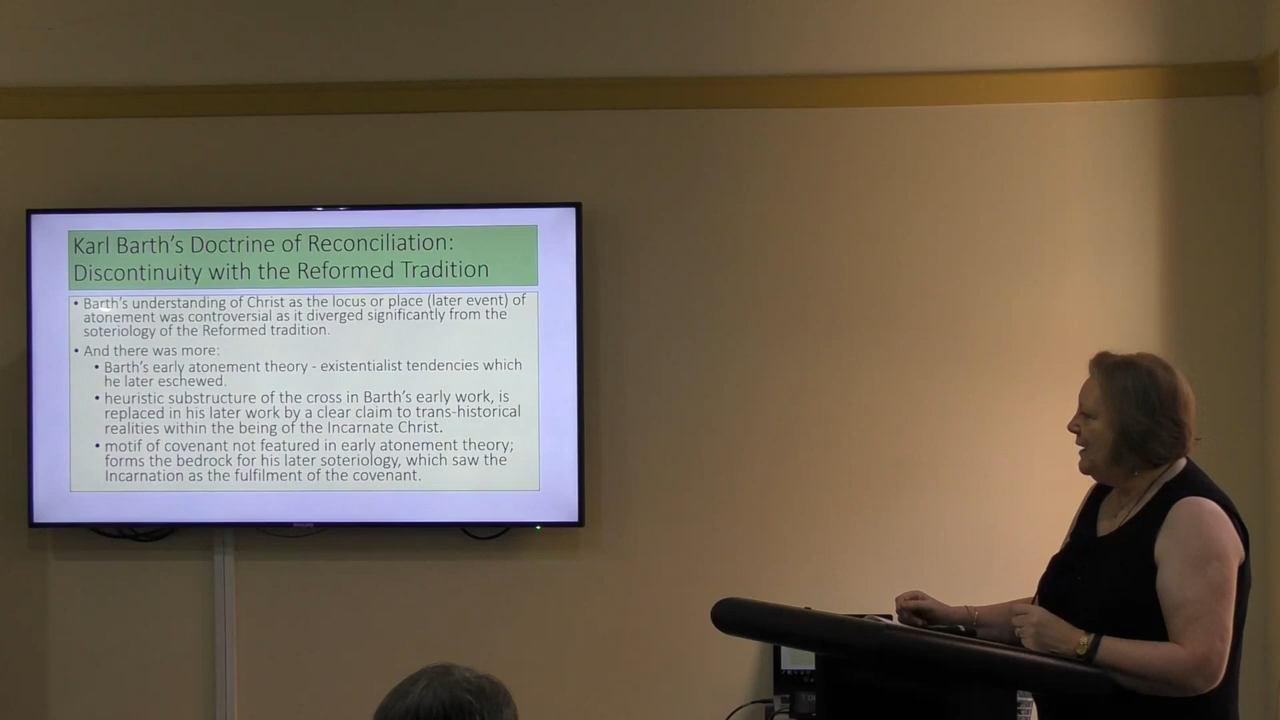 Karl Barth's Doctrine of Reconciliation:
Discontinuity with the Reformed Tradition
• Barth's understanding of Christ as the locus or place (later event) of
atonement was controversial as it diverged significantly from the
soteriology of the Reformed tradition.
• And there was more:
• Barth's early atonement theory - existentialist tendencies which
he later eschewed.
• heuristic substructure of the cross in Barth's early work, is
replaced in his later work by a clear claim to trans-historical
realities within the being of the Incarnate Christ.
• motif of covenant not featured in early atonement theory;
forms the bedrock for his later soteriology, which saw the
Incarnation as the fulfilment of the covenant.